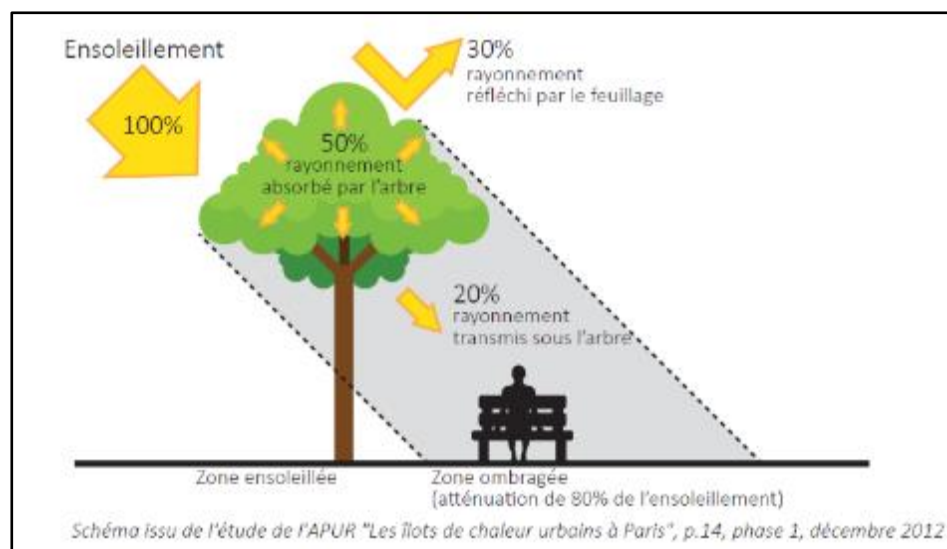 Ensoleillement
100%
30%
rayonnement
réfléchi par le feuillage
50%
rayonnement
absorbé par l'arbre
20%
rayonnement
transmis sous l'arbre
Zone ensoleillée
Zone ombragée
(atténuation de 80% de l'ensoleillement)
Schéma issu de l'étude de l'APUR "Les îlots de chaleur urbains à Paris", p.14, phase 1, décembre 2012